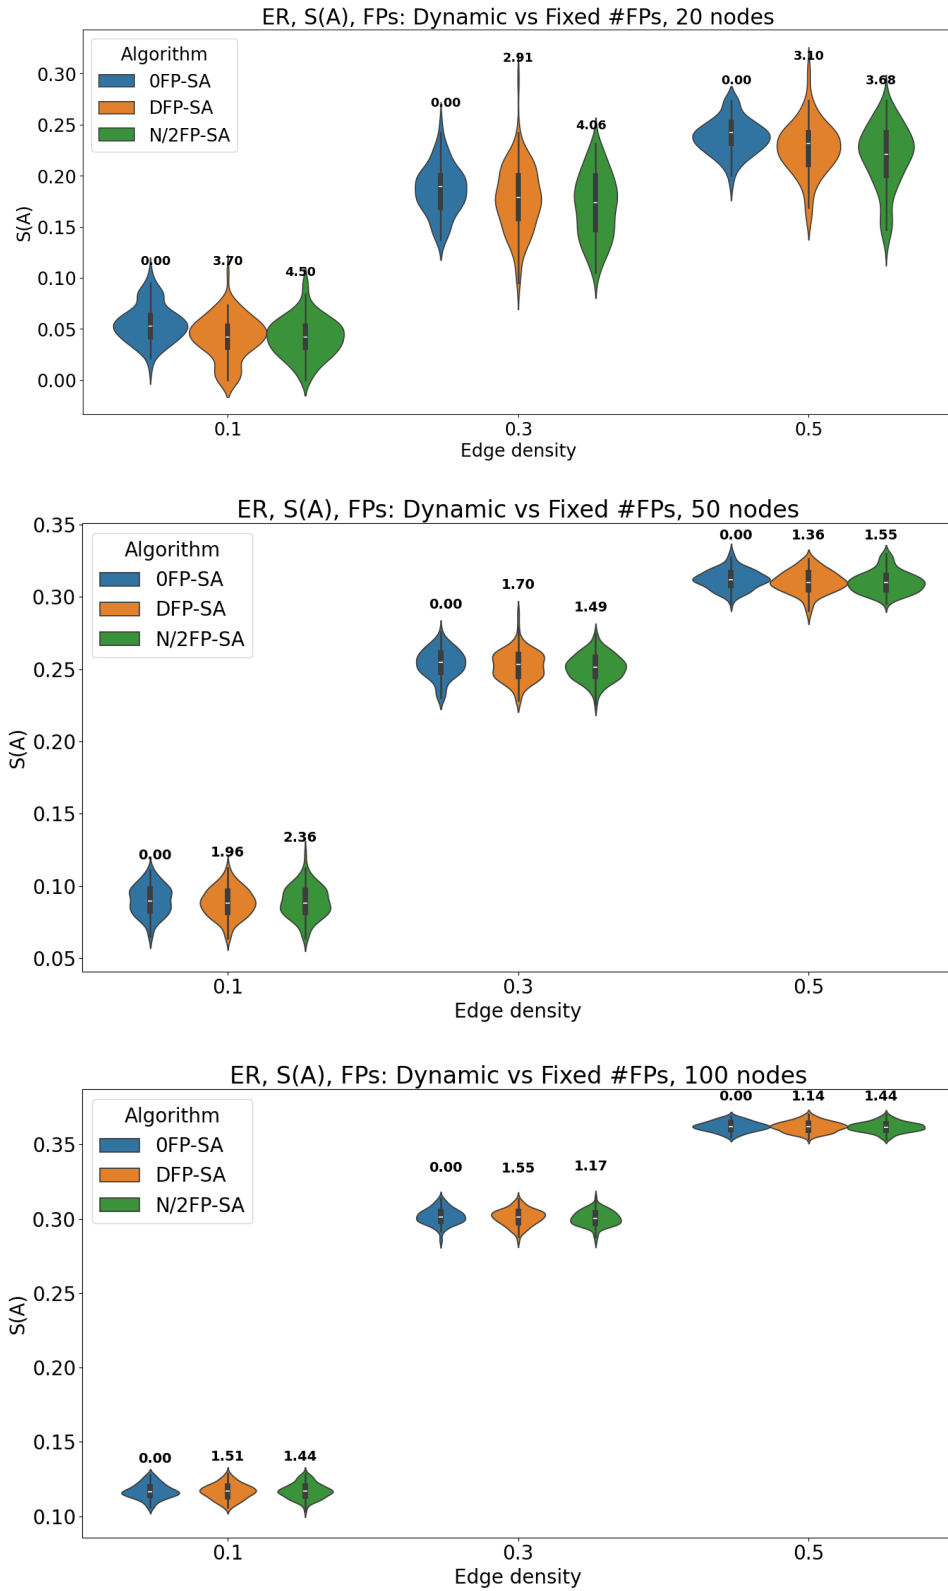 ER, S(A), FPs: Dynamic vs Fixed #FPs, 20 nodes
Algorithm
0FP-SA
DFP-SA
N/2FP-SA
S(A)
0.30
0.25
0.20
0.15
0.10
0.05
0.00
0.00 3.70 4.50
0.00 2.91 4.06
0.00 3.10 3.68
0.1 0.3 0.5
Edge density
ER, S(A), FPs: Dynamic vs Fixed #FPs, 50 nodes
Algorithm
0FP-SA
DFP-SA
N/2FP-SA
S(A)
0.35
0.30
0.25
0.20
0.15
0.10
0.05
0.00 1.96 2.36
0.00 1.70 1.49
0.00 1.36 1.55
0.1 0.3 0.5
Edge density
ER, S(A), FPs: Dynamic vs Fixed #FPs, 100 nodes
Algorithm
0FP-SA
DFP-SA
N/2FP-SA
S(A)
0.35
0.30
0.25
0.20
0.15
0.10
0.00 1.51 1.44
0.00 1.55 1.17
0.00 1.14 1.44
0.1 0.3 0.5
Edge density